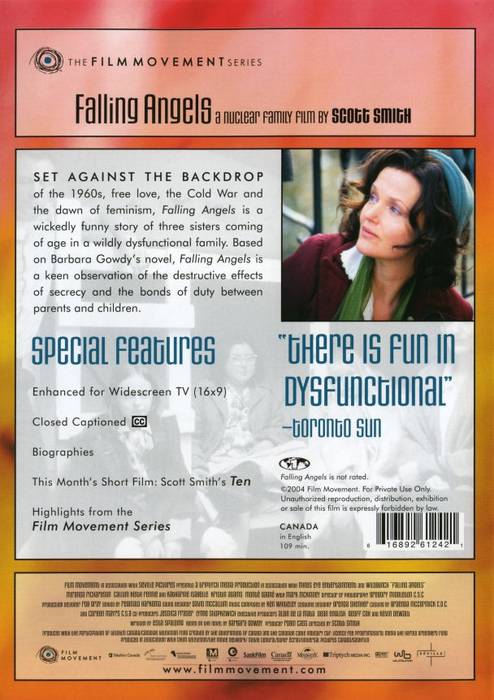 THE FILM MOVEMENT SERIES
Falling Angels a nuclear family film by Scott Smith
SET AGAINST THE BACKDROP
of the 1960s, free love, the Cold War and
the dawn of feminism, Falling Angels is a
wickedly funny story of three sisters coming
of age in a wildly dysfunctional family. Based
on Barbara Gowdy's novel, Falling Angels is
a keen observation of the destructive effects
of secrecy and the bonds of duty between
parents and children.
Special Features
Enhanced for Widescreen TV (16x9)
Closed Captioned CC
Biographies
This Month's Short Film: Scott Smith's Ten
Highlights from the
Film Movement Series
"there is fun in
dysfunctional"
–toronto sun
Falling Angels is not rated.
©2004 Film Movement. For Private Use Only.
Unauthorized reproduction, distribution, exhibition
or sale of this film is expressly forbidden by law.
CANADA
in English
109 min.
6 16892 61242 1
FILM
MOVEMENT
Canada
www.filmmovement.com